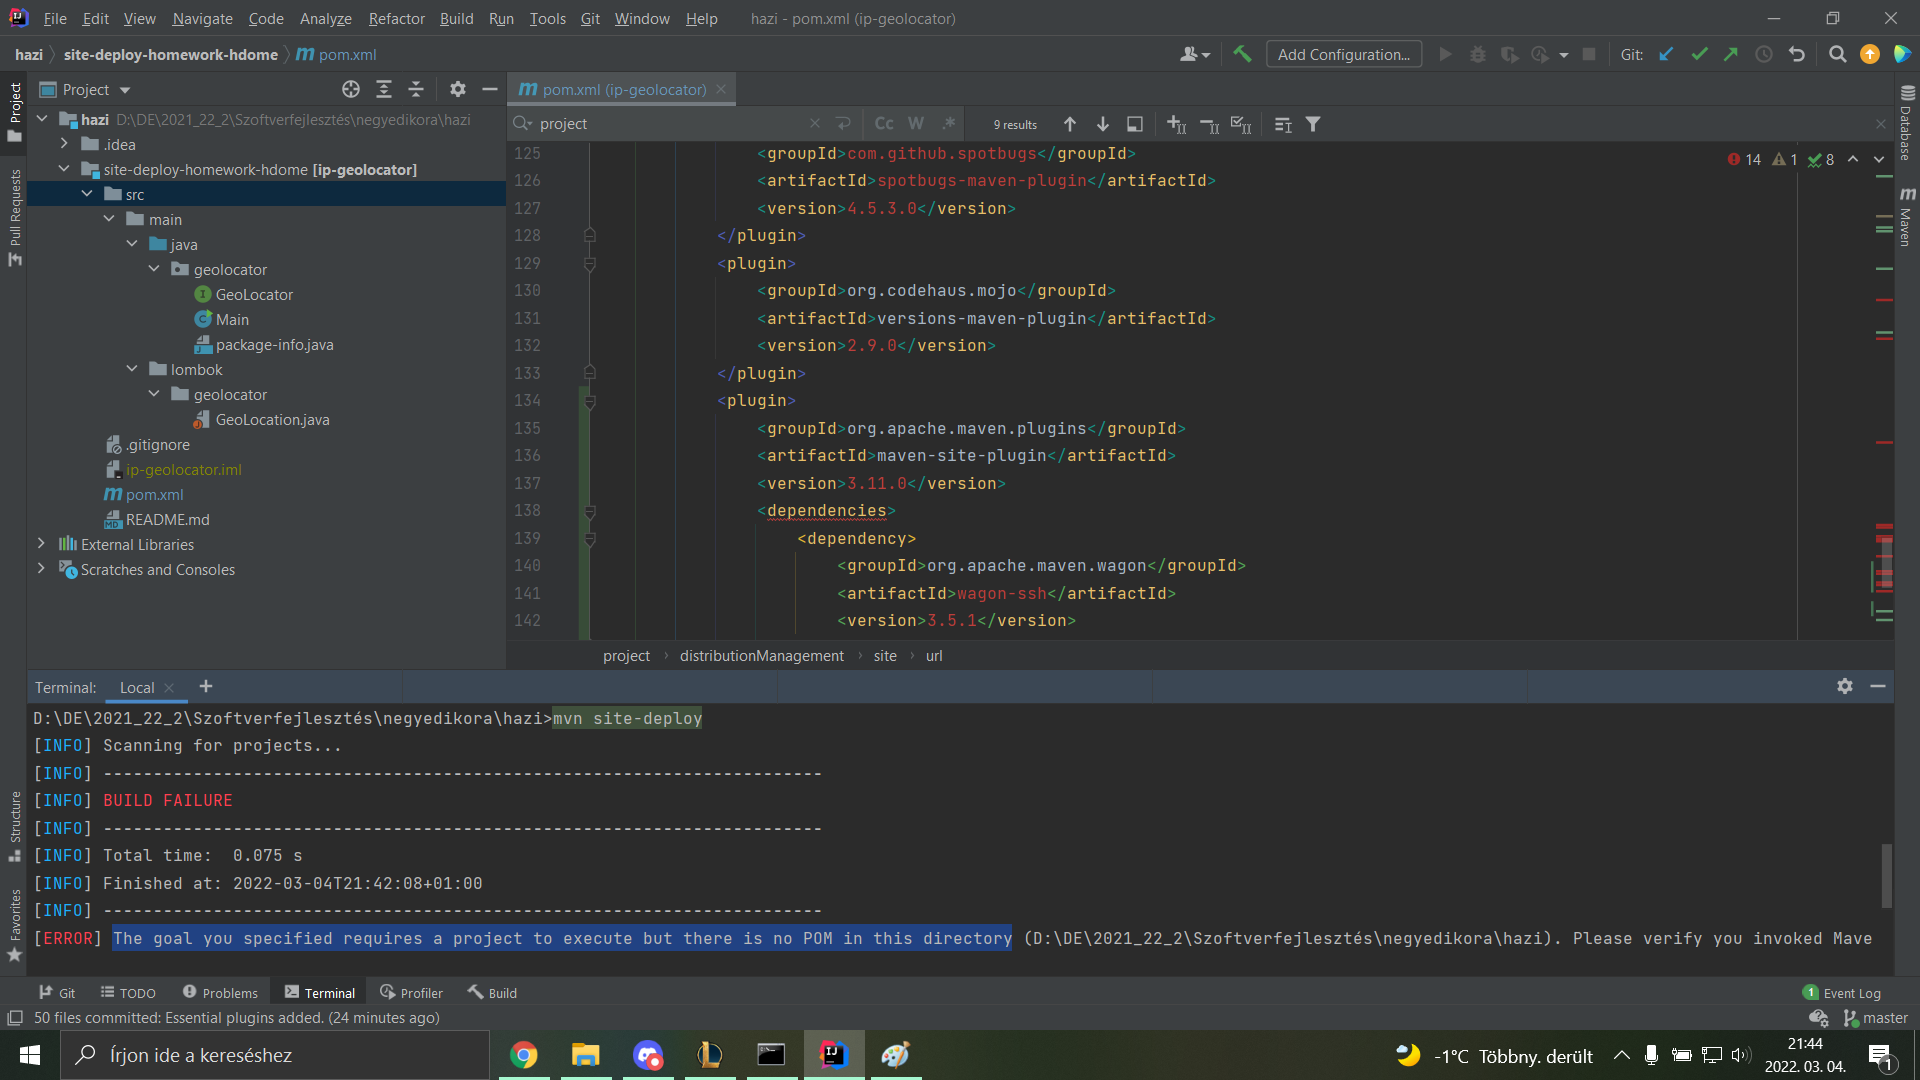 File Edit View Navigate Code Analyze Refactor Build Run Tools Git Window Help hazi - pom.xml (ip-geolocator)
hazi site-deploy-homework-hdome pom.xml Add Configuration... Git:
Project
pom.xml (ip-geolocator)
project
Cc W .*
9 results
14 1 8
hazi D:\DE\2021_22_2\Szoftverfejlesztés\negyedikora\hazi
.idea
site-deploy-homework-hdome [ip-geolocator]
src
main
java
geolocator
GeoLocator
Main
package-info.java
lombok
geolocator
GeoLocation.java
.gitignore
ip-geolocator.iml
pom.xml
README.md
External Libraries
Scratches and Consoles
125 <groupId>com.github.spotbugs</groupId>
126 <artifactId>spotbugs-maven-plugin</artifactId>
127 <version>4.5.3.0</version>
128 </plugin>
129 <plugin>
130 <groupId>org.codehaus.mojo</groupId>
131 <artifactId>versions-maven-plugin</artifactId>
132 <version>2.9.0</version>
133 </plugin>
134 <plugin>
135 <groupId>org.apache.maven.plugins</groupId>
136 <artifactId>maven-site-plugin</artifactId>
137 <version>3.11.0</version>
138 <dependencies>
139 <dependency>
140 <groupId>org.apache.maven.wagon</groupId>
141 <artifactId>wagon-ssh</artifactId>
142 <version>3.5.1</version>
project distributionManagement site url
Project
Pull Requests
Structure
Favorites
Database
Maven
Terminal: Local
D:\DE\2021_22_2\Szoftverfejlesztés\negyedikora\hazi>mvn site-deploy
[INFO] Scanning for projects...
[INFO] ------------------------------------------------------------------------
[INFO] BUILD FAILURE
[INFO] ------------------------------------------------------------------------
[INFO] Total time:  0.075 s
[INFO] Finished at: 2022-03-04T21:42:08+01:00
[INFO] ------------------------------------------------------------------------
[ERROR] The goal you specified requires a project to execute but there is no POM in this directory (D:\DE\2021_22_2\Szoftverfejlesztés\negyedikora\hazi). Please verify you invoked Mave
Git TODO Problems Terminal Profiler Build 1 Event Log
50 files committed: Essential plugins added. (24 minutes ago) master
Írjon ide a kereséshez
-1°C Többny. derült
21:44
2022. 03. 04.
1